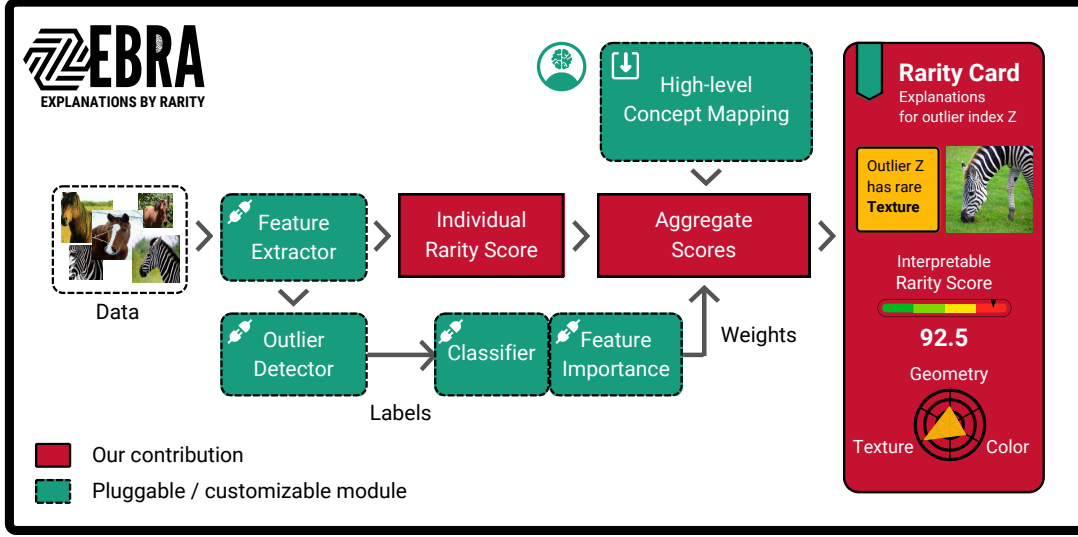 ZEBRA
EXPLANATIONS BY RARITY
High-level
Concept Mapping
Rarity Card
Explanations
for outlier index Z
Outlier Z
has rare
Texture
Feature
Extractor
Individual
Rarity Score
Aggregate
Scores
Interpretable
Rarity Score
92.5
Data
Outlier
Detector
Labels
Classifier
Feature
Importance
Weights
Geometry
Texture
Color
Our contribution
Pluggable / customizable module